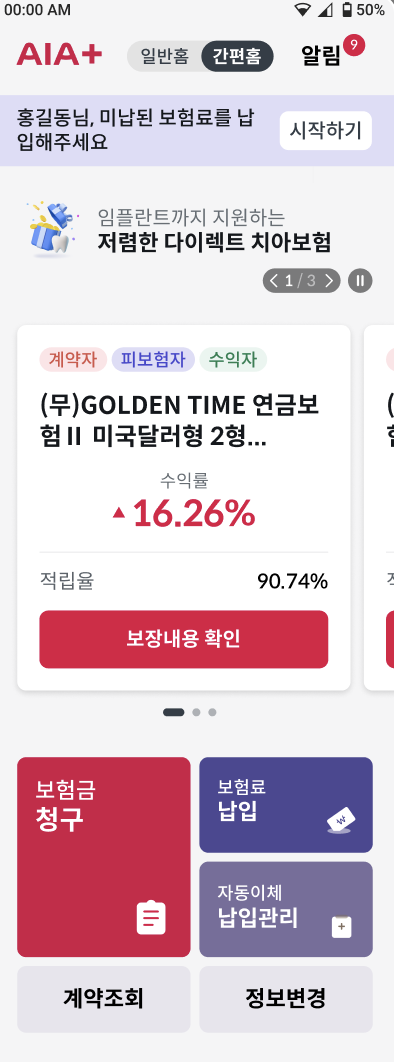 00:00 AM 50%
AIA+ 일반홈 간편홈 알림 9
홍길동님, 미납된 보험료를 납
입해주세요
시작하기
임플란트까지 지원하는
저렴한 다이렉트 치아보험
1 / 3
계약자 피보험자 수익자
(무)GOLDEN TIME 연금보
험 II 미국달러형 2형...
수익률
16.26%
적립율 90.74%
보장내용 확인
보험금
청구
보험료
납입
자동이체
납입관리
계약조회 정보변경